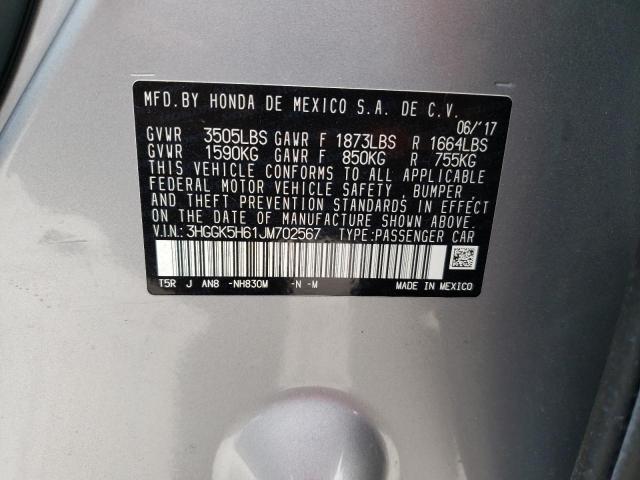 MFD.BY HONDA DE MEXICO S.A. DE C.V.
06/'17
GVWR 3505LBS GAWR F 1873LBS R 1664LBS
GVWR 1590KG GAWR F 850KG R 755KG
THIS VEHICLE CONFORMS TO ALL APPLICABLE
FEDERAL MOTOR VEHICLE SAFETY, BUMPER
AND THEFT PREVENTION STANDARDS IN EFFECT
ON THE DATE OF MANUFACTURE SHOWN ABOVE.
V.I.N.: 3HGGK5H61JM702567 TYPE:PASSENGER CAR
T5R J AN8 -NH830M -N -M MADE IN MEXICO